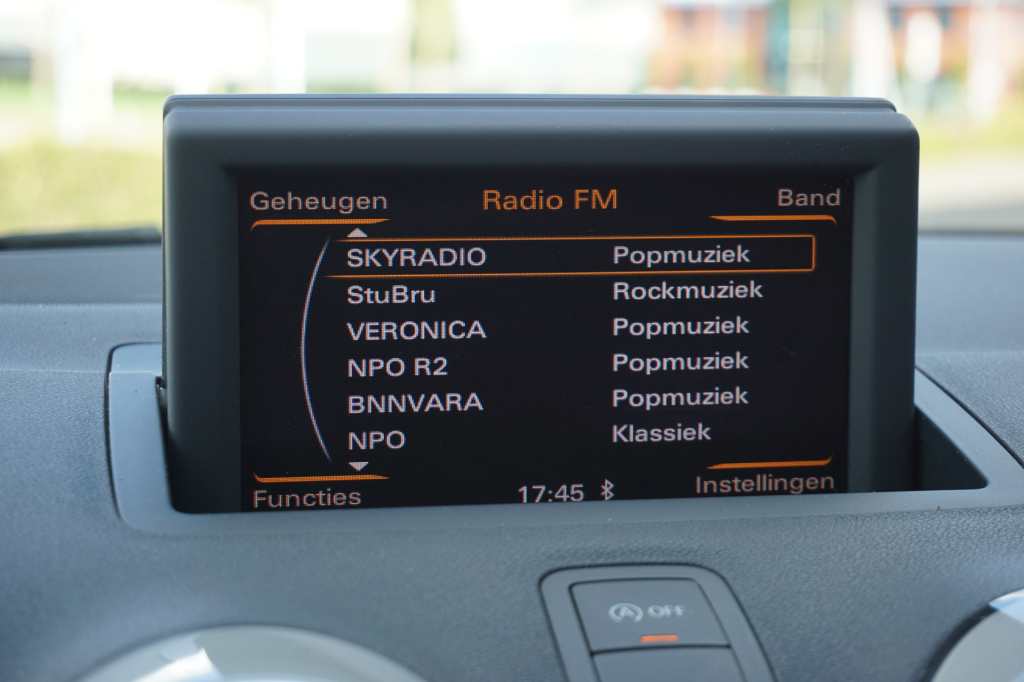 Geheugen Radio FM Band
SKYRADIO Popmuziek
StuBru Rockmuziek
VERONICA Popmuziek
NPO R2 Popmuziek
BNNVARA Popmuziek
NPO Klassiek
Functies 17:45 Instellingen
A OFF